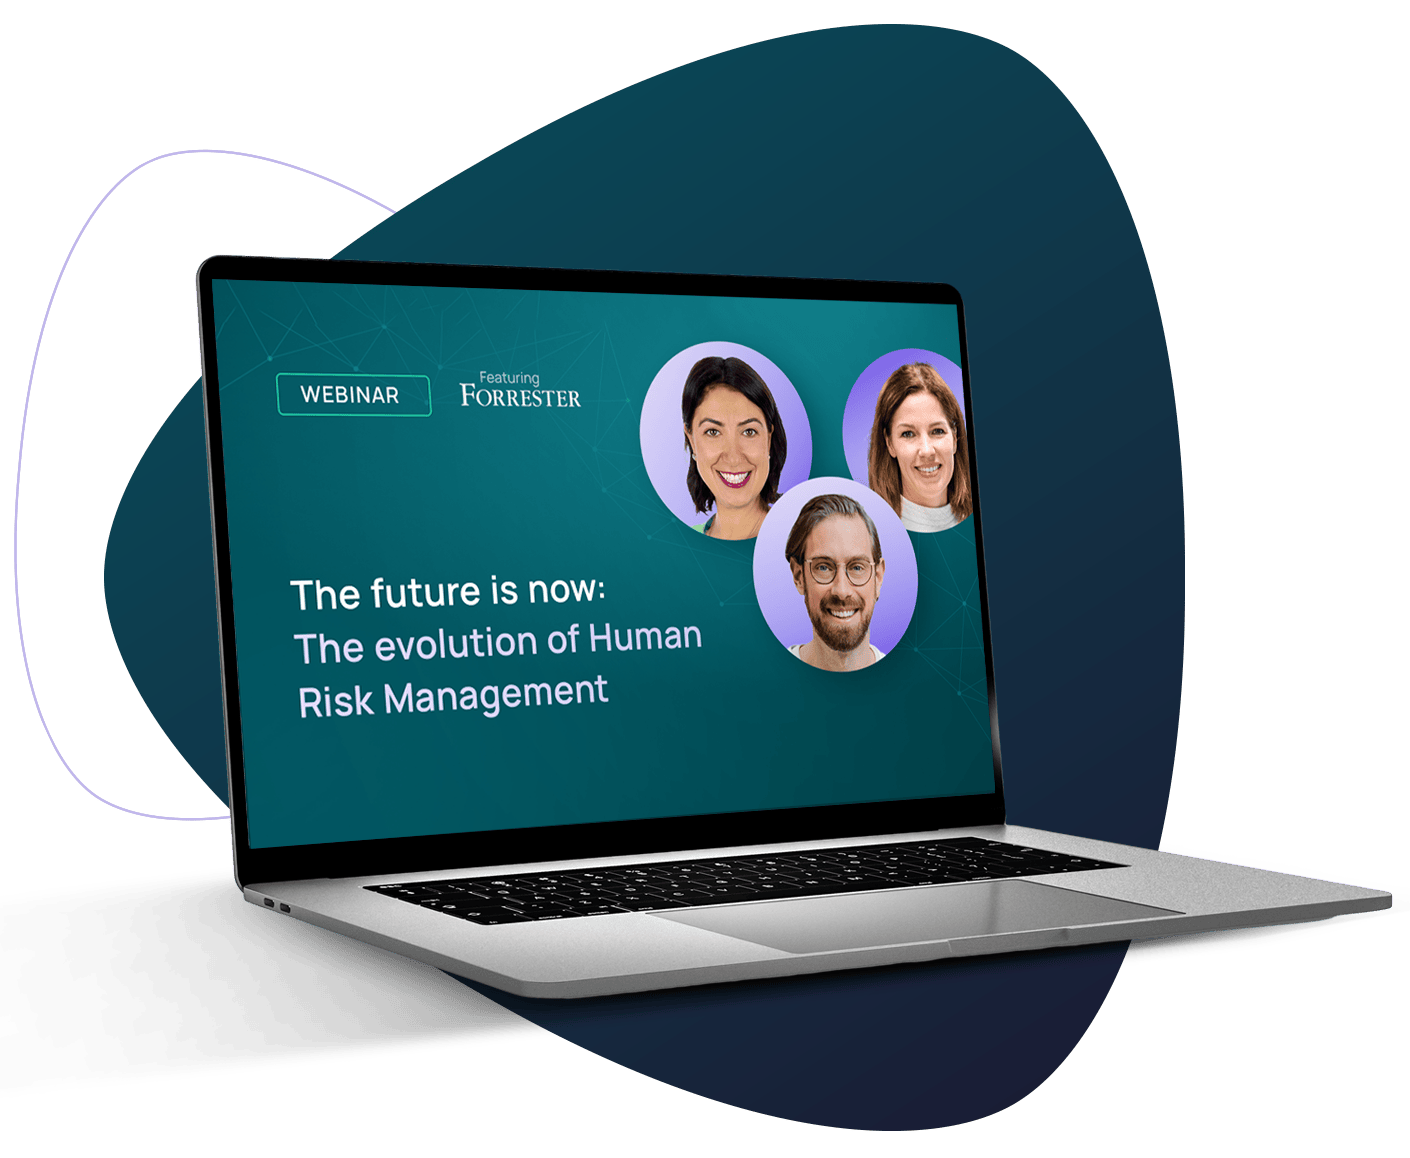 WEBINAR
Featuring
FORRESTER
The future is now:
The evolution of Human
Risk Management